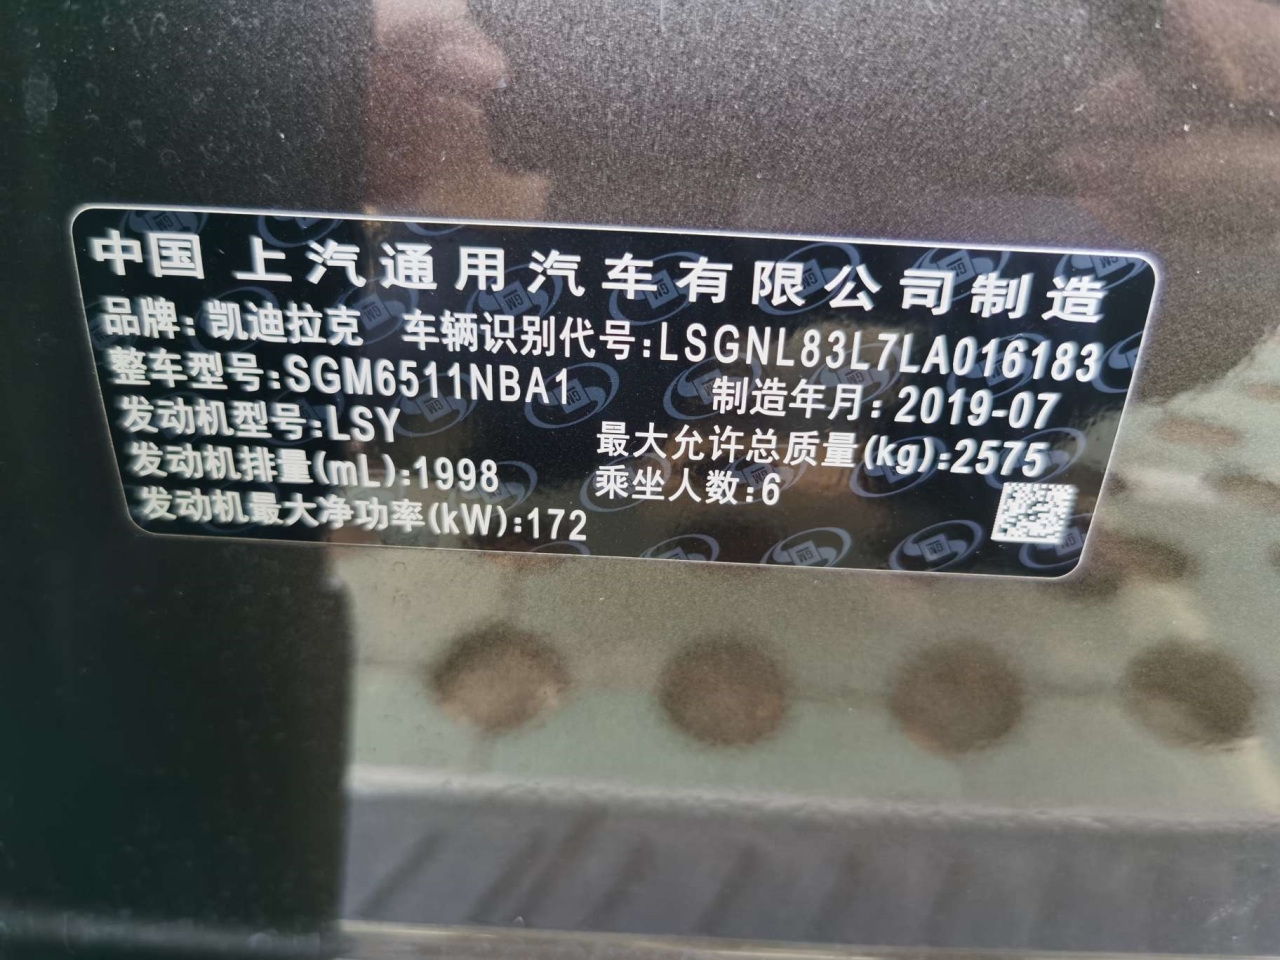 中国 上汽通用汽车有限公司制造
品牌:凯迪拉克 车辆识别代号:LSGNL83L7LA016183
整车型号:SGM6511NBA1 制造年月:2019-07
发动机型号:LSY 最大允许总质量(kg):2575
发动机排量(mL):1998 乘坐人数:6
发动机最大净功率(kW):172